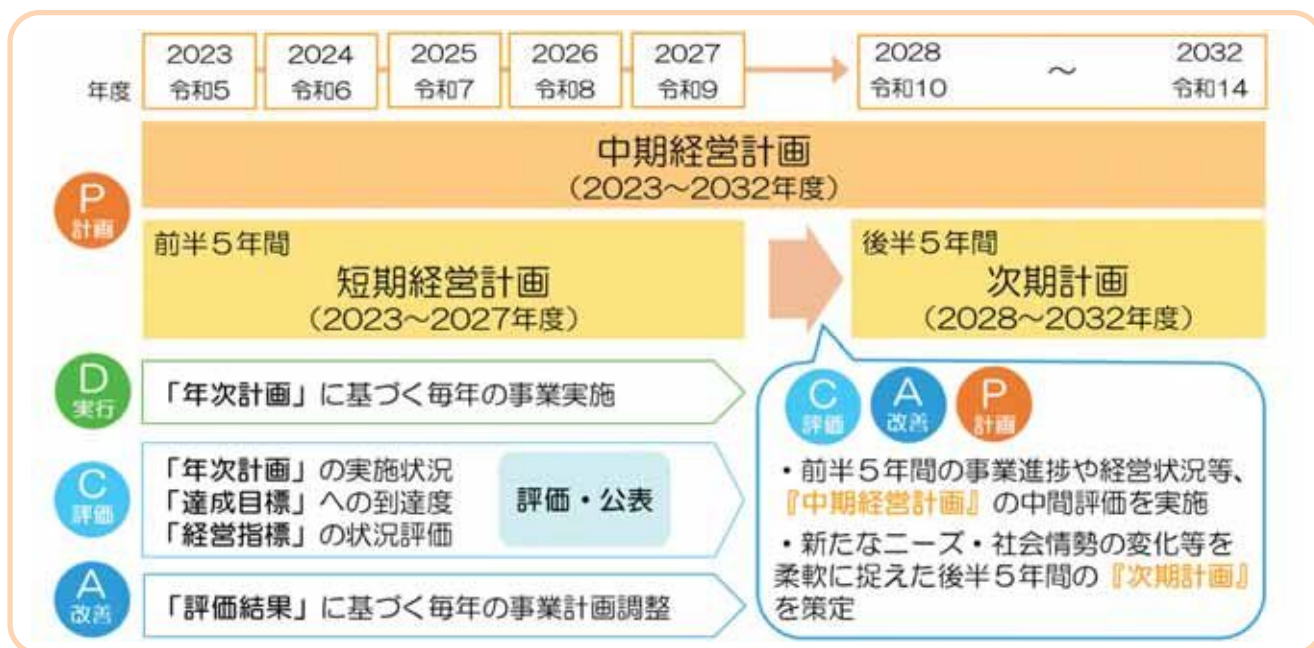 年度
2023
令和5
2024
令和6
2025
令和7
2026
令和8
2027
令和9
2028
令和10
～
2032
令和14
P
計画
中期経営計画
（2023～2032年度）
前半５年間
短期経営計画
（2023～2027年度）
後半５年間
次期計画
（2028～2032年度）
D
実行
「年次計画」に基づく毎年の事業実施
C
評価
「年次計画」の実施状況
「達成目標」への到達度
「経営指標」の状況評価
評価・公表
A
改善
「評価結果」に基づく毎年の事業計画調整
C
評価
A
改善
P
計画
・前半５年間の事業進捗や経営状況等、
『中期経営計画』の中間評価を実施
・新たなニーズ・社会情勢の変化等を
柔軟に捉えた後半５年間の『次期計画』
を策定